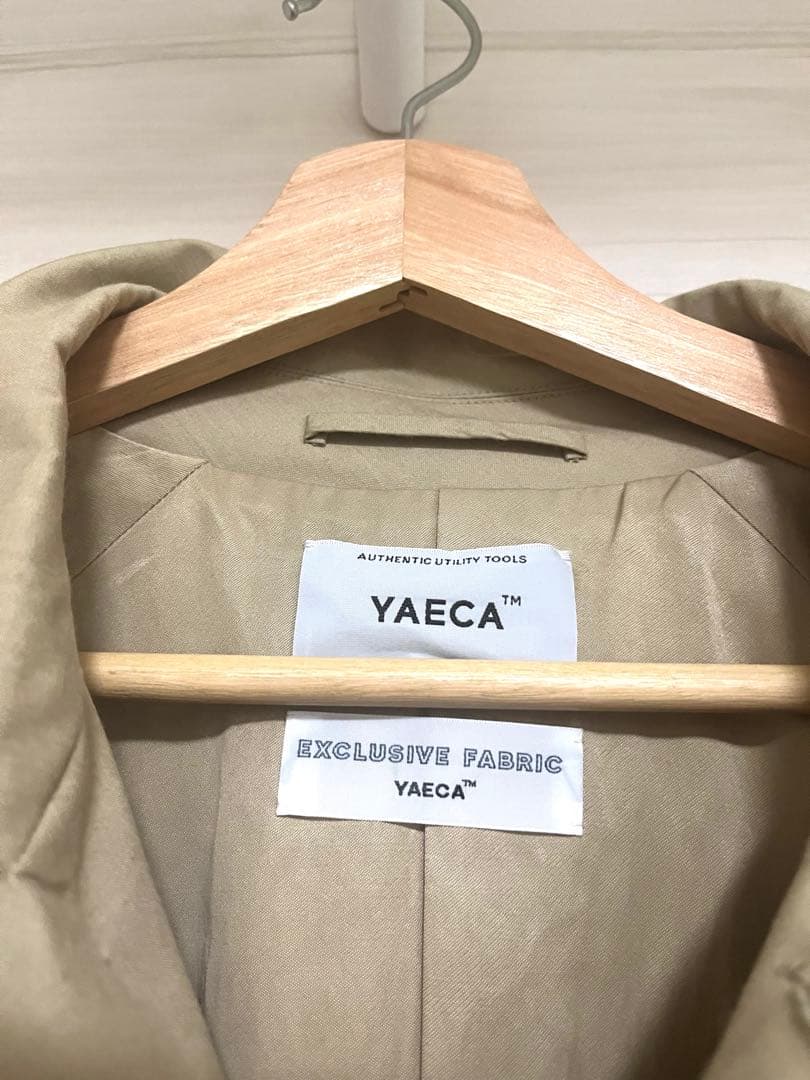 AUTHENTIC UTILITY TOOLS
YAECA™
EXCLUSIVE FABRIC
YAECA™